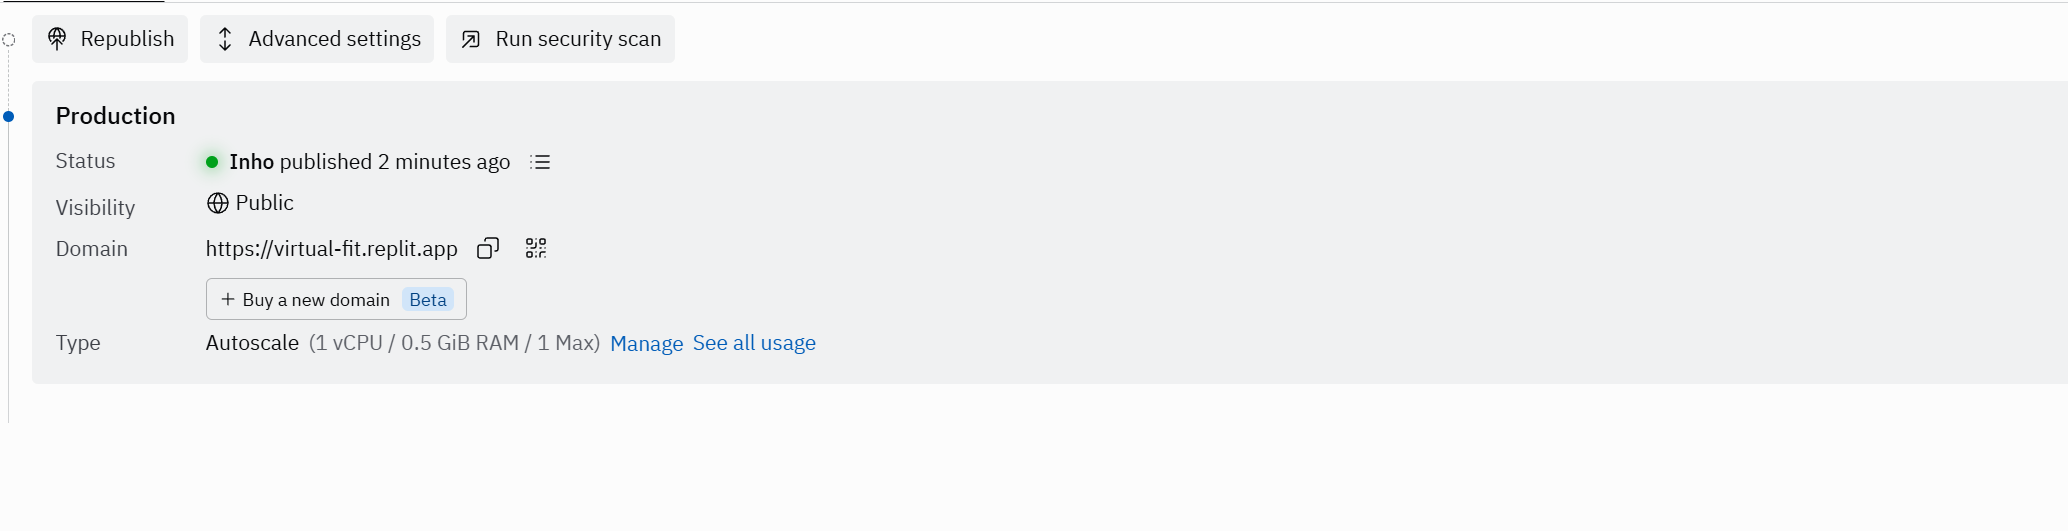 Republish Advanced settings Run security scan
Production
Status Inho published 2 minutes ago
Visibility Public
Domain https://virtual-fit.replit.app
+ Buy a new domain Beta
Type Autoscale (1 vCPU / 0.5 GiB RAM / 1 Max) Manage See all usage